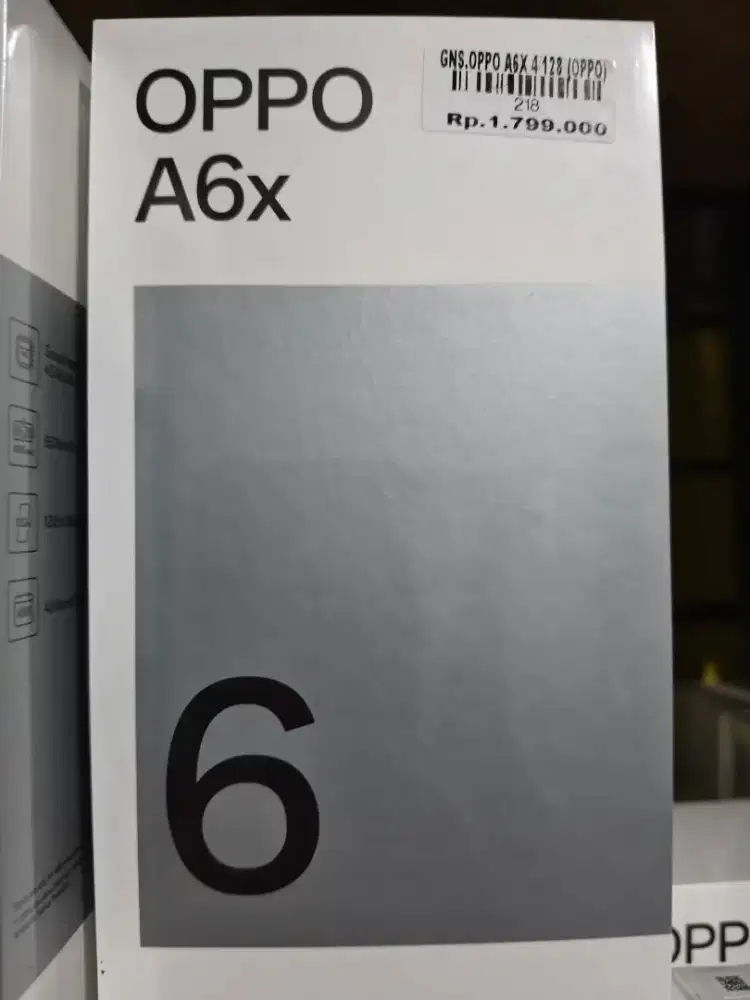 OPPO
A6x
GNS.OPPO A6X 4 128 (OPPO)
218
Rp.1.799.000
6
OPP